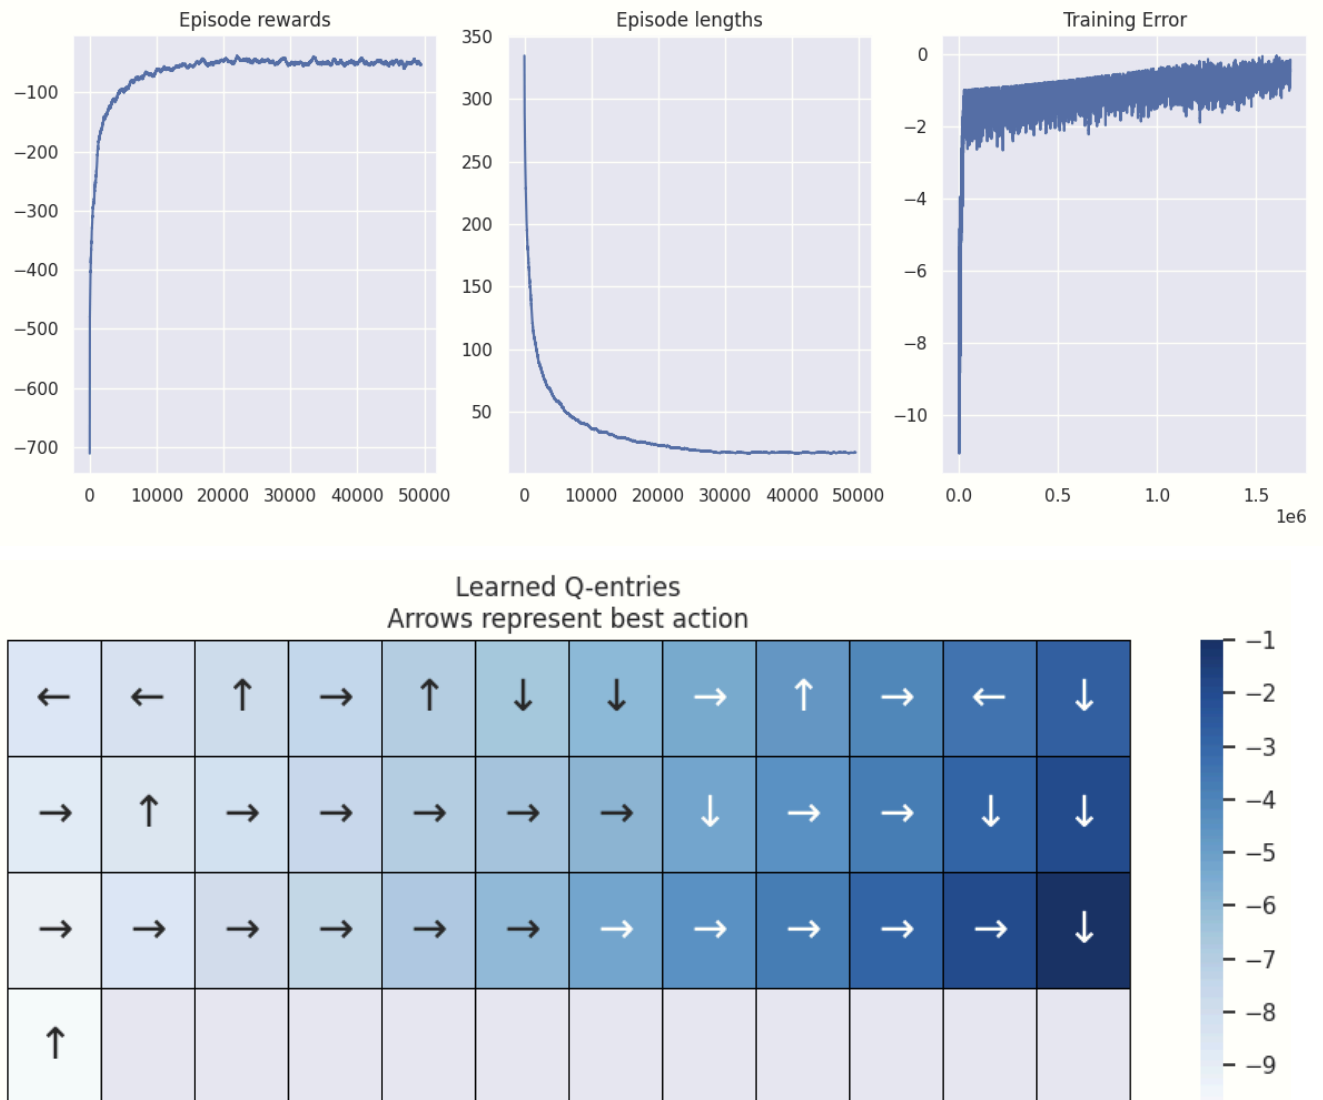 Episode rewards
−100
−200
−300
−400
−500
−600
−700
0 10000 20000 30000 40000 50000
Episode lengths
350
300
250
200
150
100
50
0 10000 20000 30000 40000 50000
Training Error
0
−2
−4
−6
−8
−10
0.0 0.5 1.0 1.5
1e6
Learned Q-entries
Arrows represent best action
← ← ↑ → ↑ ↓ ↓ → ↑ → ← ↓
→ ↑ → → → → → ↓ → → ↓ ↓
→ → → → → → → → → → → ↓
↑
−1
−2
−3
−4
−5
−6
−7
−8
−9